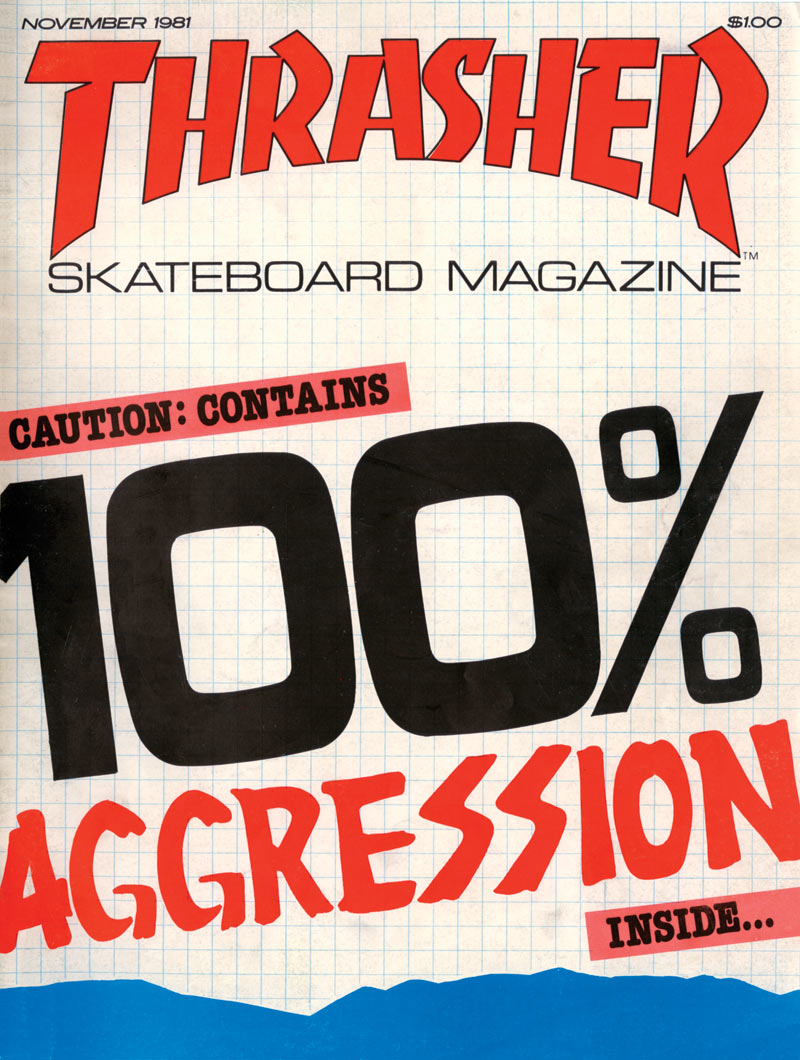 NOVEMBER 1981 $1.00
THRASHER
SKATEBOARD MAGAZINE™
CAUTION: CONTAINS
100%
AGGRESSION
INSIDE...